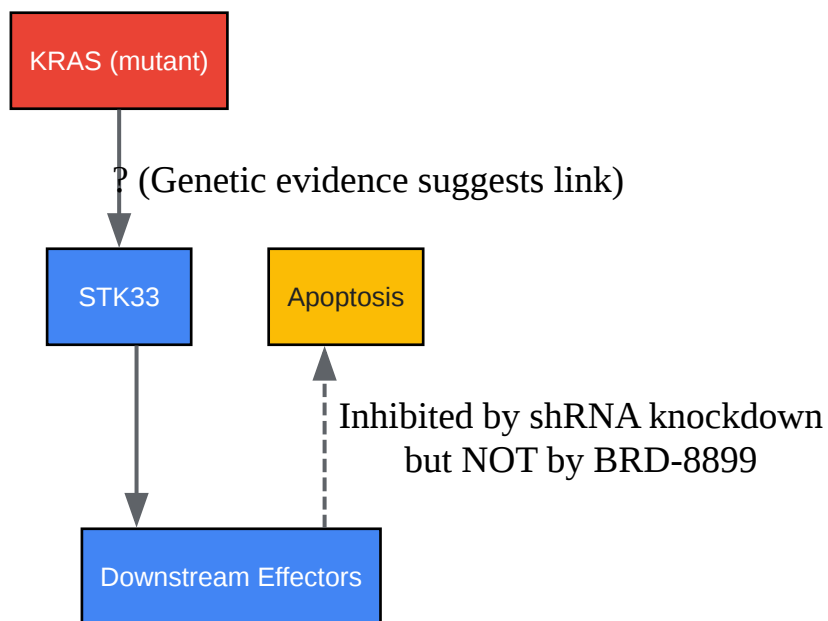 KRAS (mutant)
? (Genetic evidence suggests link)
STK33
Apoptosis
Inhibited by shRNA knockdown
but NOT by BRD-8899
Downstream Effectors